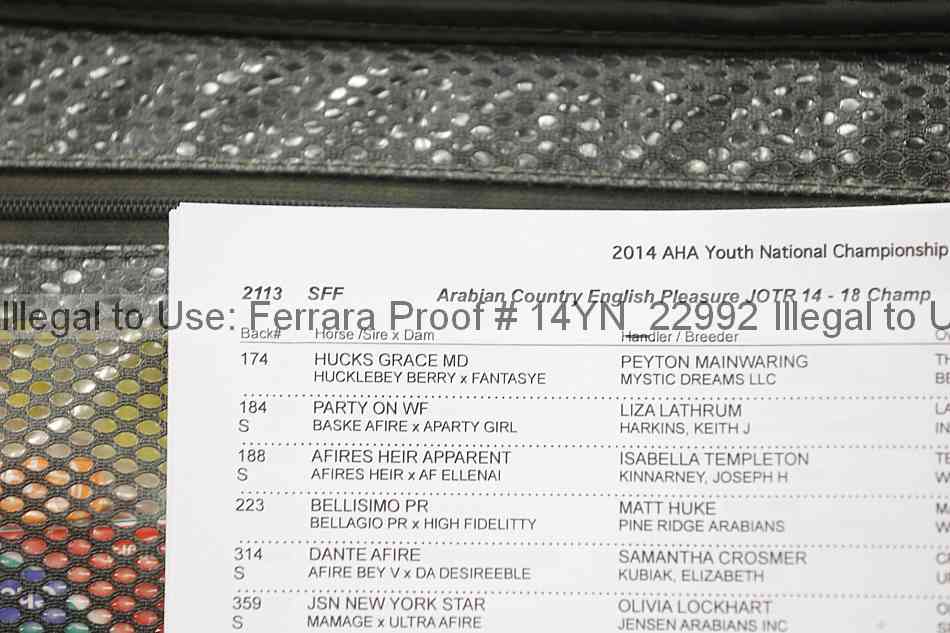 2014 AHA Youth National Championship
2113 SFF Arabian Country English Pleasure JOTR 14 - 18 Champ
Illegal to Use: Ferrara Proof # 14YN_22992 Illegal to U
Back# Horse /Sire x Dam Handler / Breeder
174 HUCKS GRACE MD PEYTON MAINWARING
HUCKLEBEY BERRY x FANTASYE MYSTIC DREAMS LLC
184 PARTY ON WF LIZA LATHRUM
S BASKE AFIRE x APARTY GIRL HARKINS, KEITH J IN
188 AFIRES HEIR APPARENT ISABELLA TEMPLETON TE
S AFIRES HEIR x AF ELLENAI KINNARNEY, JOSEPH H W
223 BELLISIMO PR MATT HUKE
BELLAGIO PR x HIGH FIDELITTY PINE RIDGE ARABIANS
314 DANTE AFIRE SAMANTHA CROSMER
S AFIRE BEY V x DA DESIREEBLE KUBIAK, ELIZABETH
359 JSN NEW YORK STAR OLIVIA LOCKHART
S MAMAGE x ULTRA AFIRE JENSEN ARABIANS INC